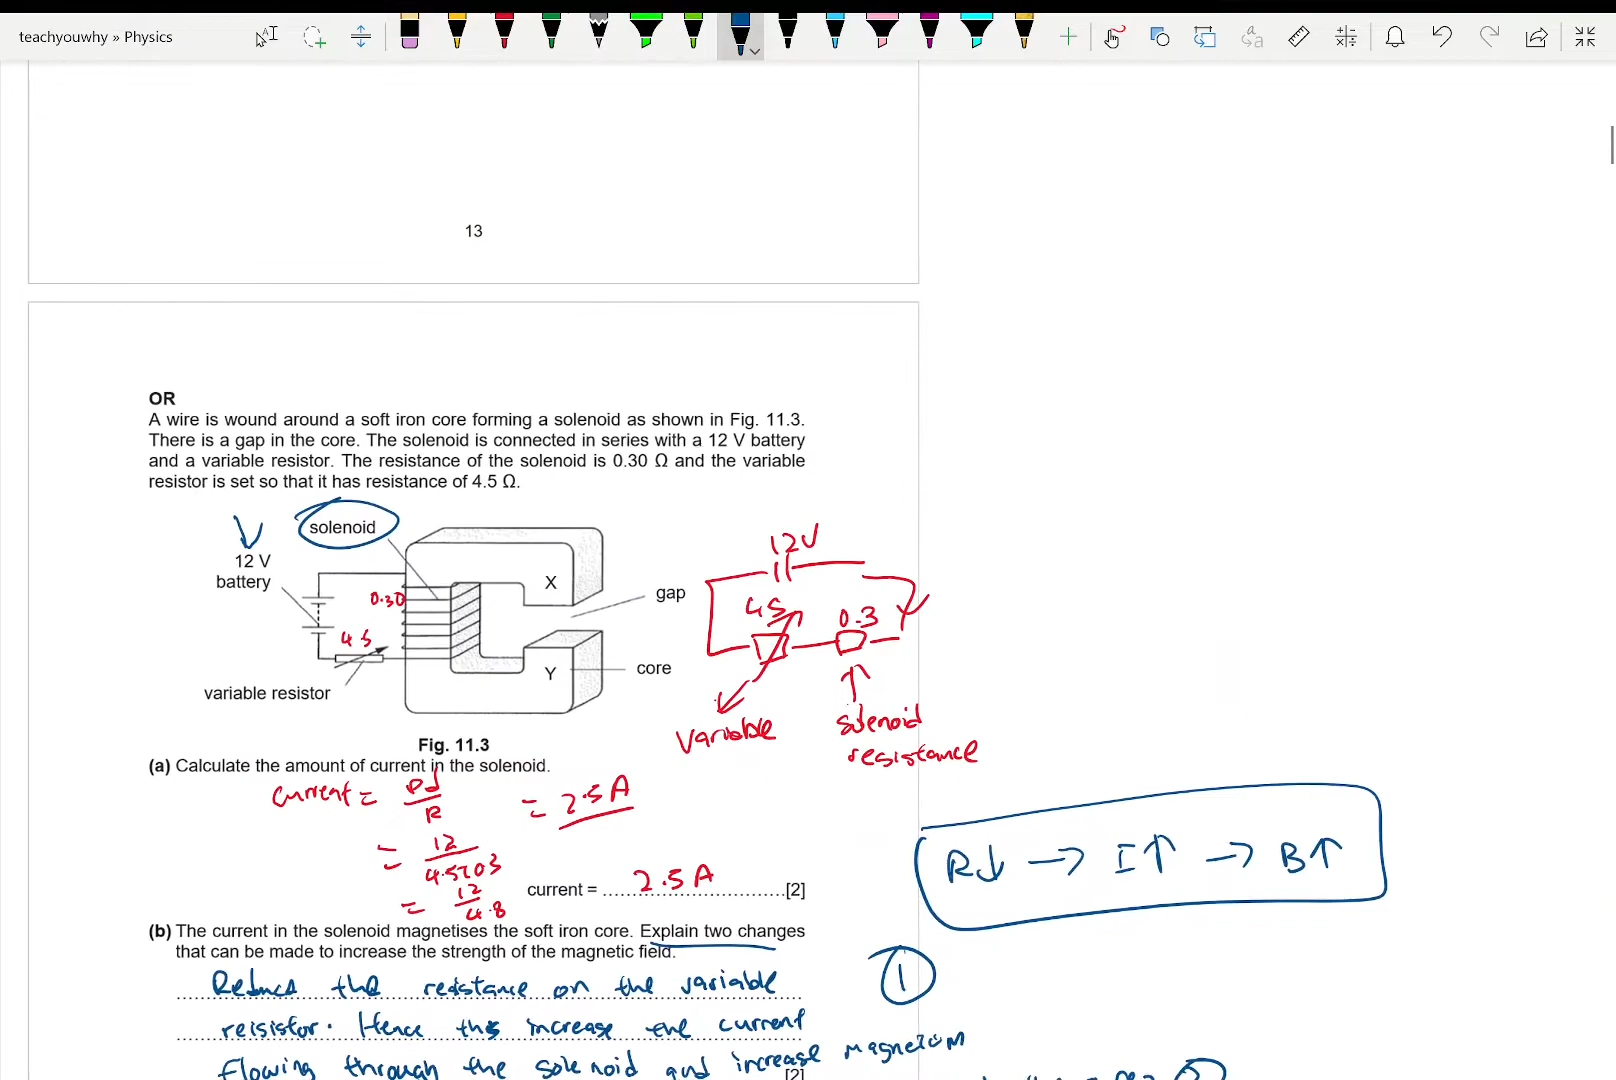 teachyouwhy » Physics
13
OR
A wire is wound around a soft iron core forming a solenoid as shown in Fig. 11.3.
There is a gap in the core. The solenoid is connected in series with a 12 V battery
and a variable resistor. The resistance of the solenoid is 0.30 Ω and the variable
resistor is set so that it has resistance of 4.5 Ω.
solenoid
12 V
battery
0.30
4.5
variable resistor
X
Y
gap
core
12V
4.5
0.3
Variable
solenoid
resistance
Fig. 11.3
(a) Calculate the amount of current in the solenoid.
current = Pd
R
= 2.5 A
= 12
4.5+0.3
= 12
4.8
current = 2.5 A [2]
R↓ → I↑ → B↑
(b) The current in the solenoid magnetises the soft iron core. Explain two changes
that can be made to increase the strength of the magnetic field.
1
Reduce the resistance on the variable
reisistor. Hence this increase the current
flowing through the solenoid and increase magnetism
[2]
2